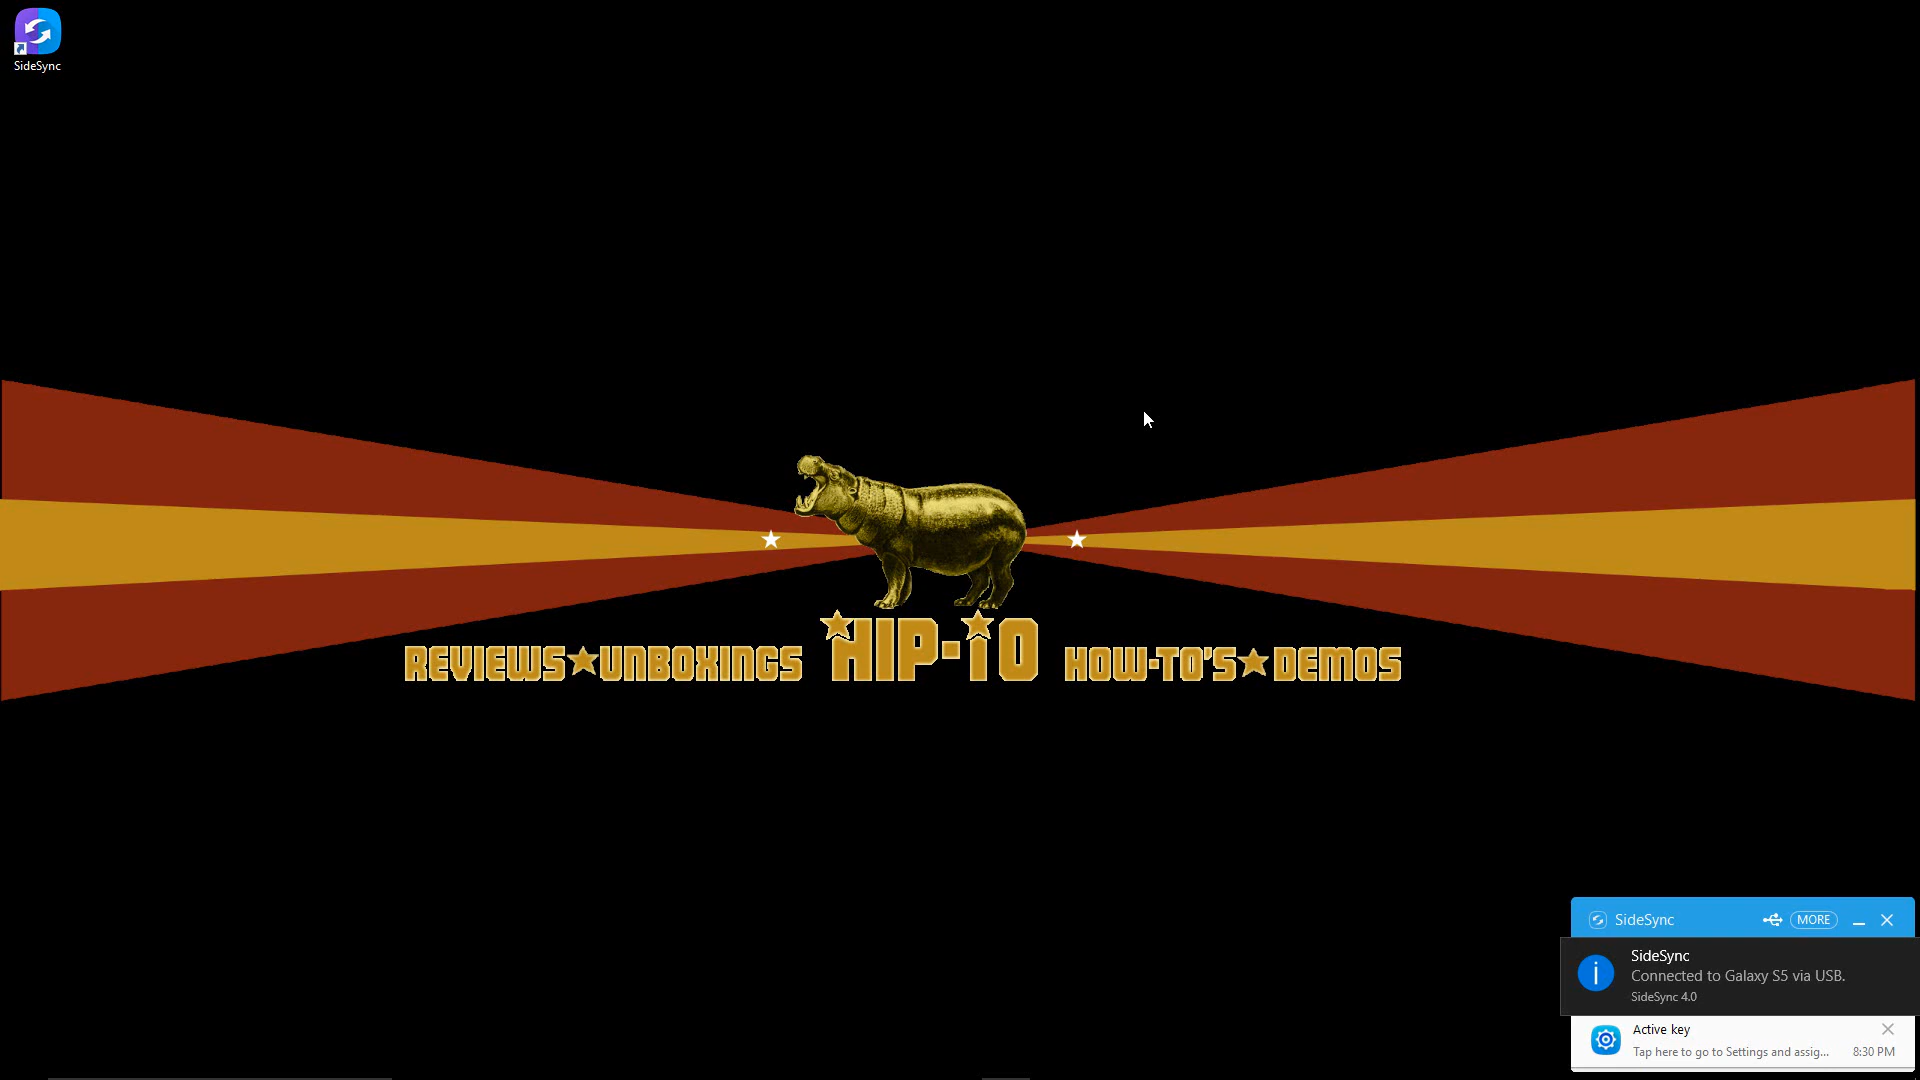 SideSync
REVIEWS★UNBOXINGS HIP-IO HOW-TO'S★DEMOS
SideSync MORE
SideSync
Connected to Galaxy S5 via USB.
SideSync 4.0
Active key
Tap here to go to Settings and assig... 8:30 PM